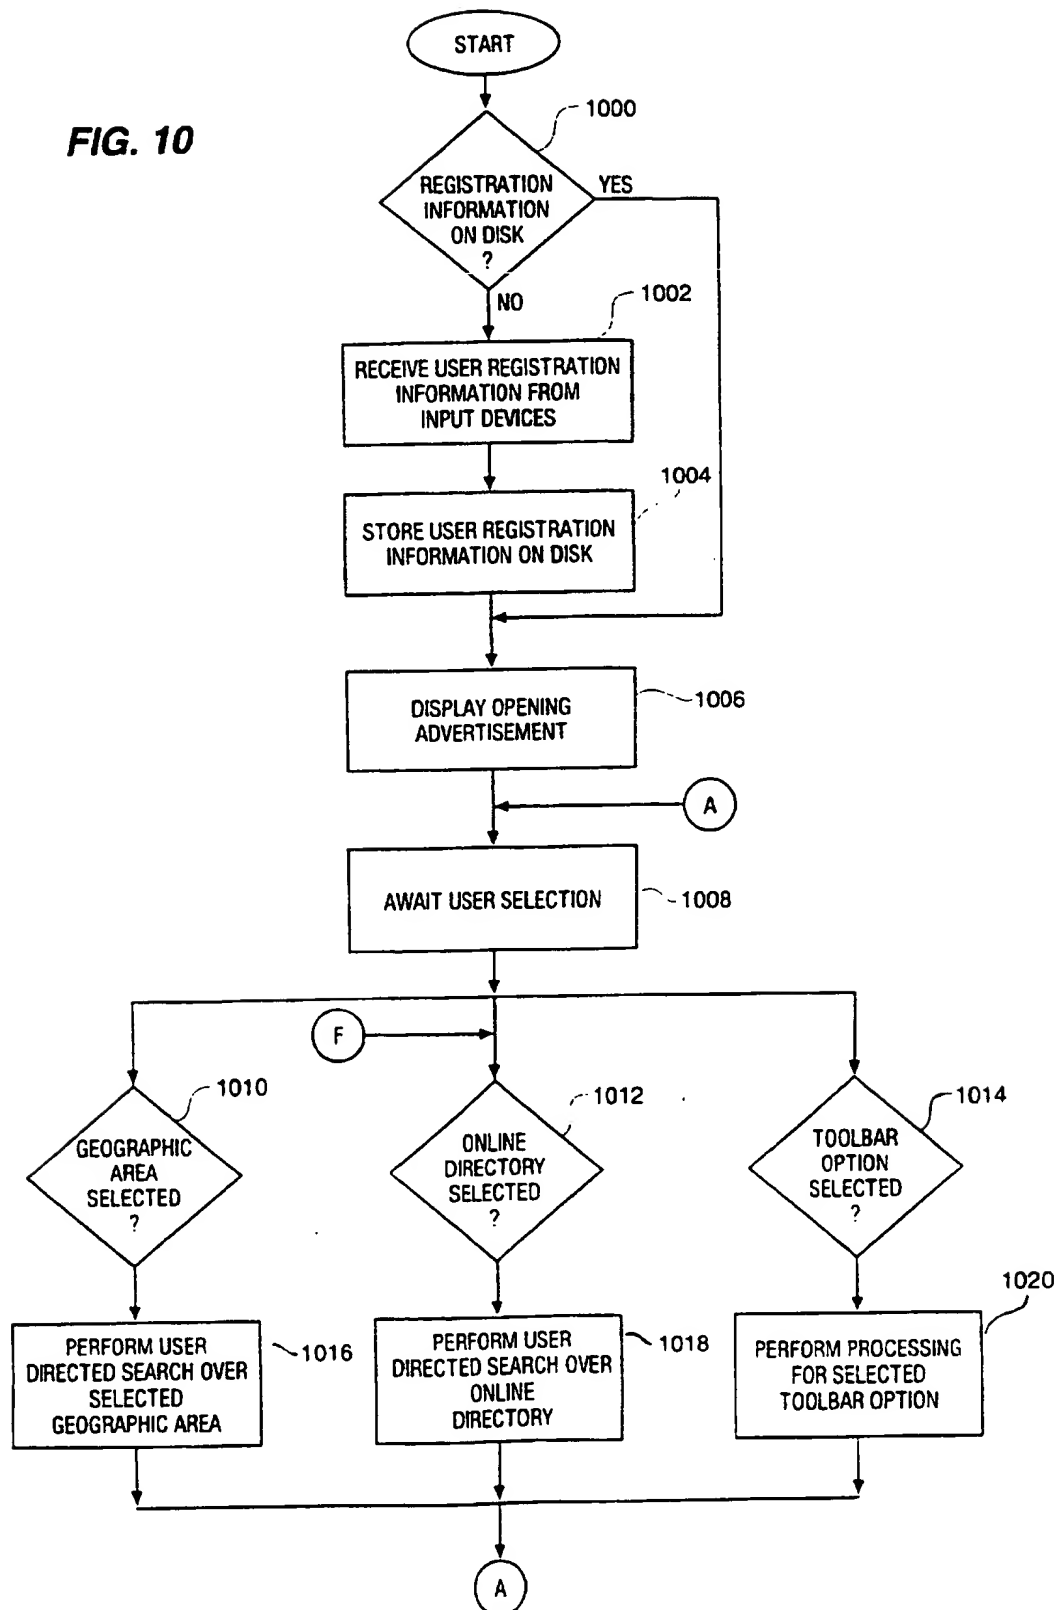 START
FIG. 10
1000
REGISTRATION
INFORMATION
ON DISK
?
YES
NO
1002
RECEIVE USER REGISTRATION
INFORMATION FROM
INPUT DEVICES
1004
STORE USER REGISTRATION
INFORMATION ON DISK
DISPLAY OPENING
ADVERTISEMENT
1006
A
AWAIT USER SELECTION
1008
F
1010
GEOGRAPHIC
AREA
SELECTED
?
1012
ONLINE
DIRECTORY
SELECTED
?
1014
TOOLBAR
OPTION
SELECTED
?
PERFORM USER
DIRECTED SEARCH OVER
SELECTED
GEOGRAPHIC AREA
1016
PERFORM USER
DIRECTED SEARCH OVER
ONLINE
DIRECTORY
1018
PERFORM PROCESSING
FOR SELECTED
TOOLBAR OPTION
1020
A